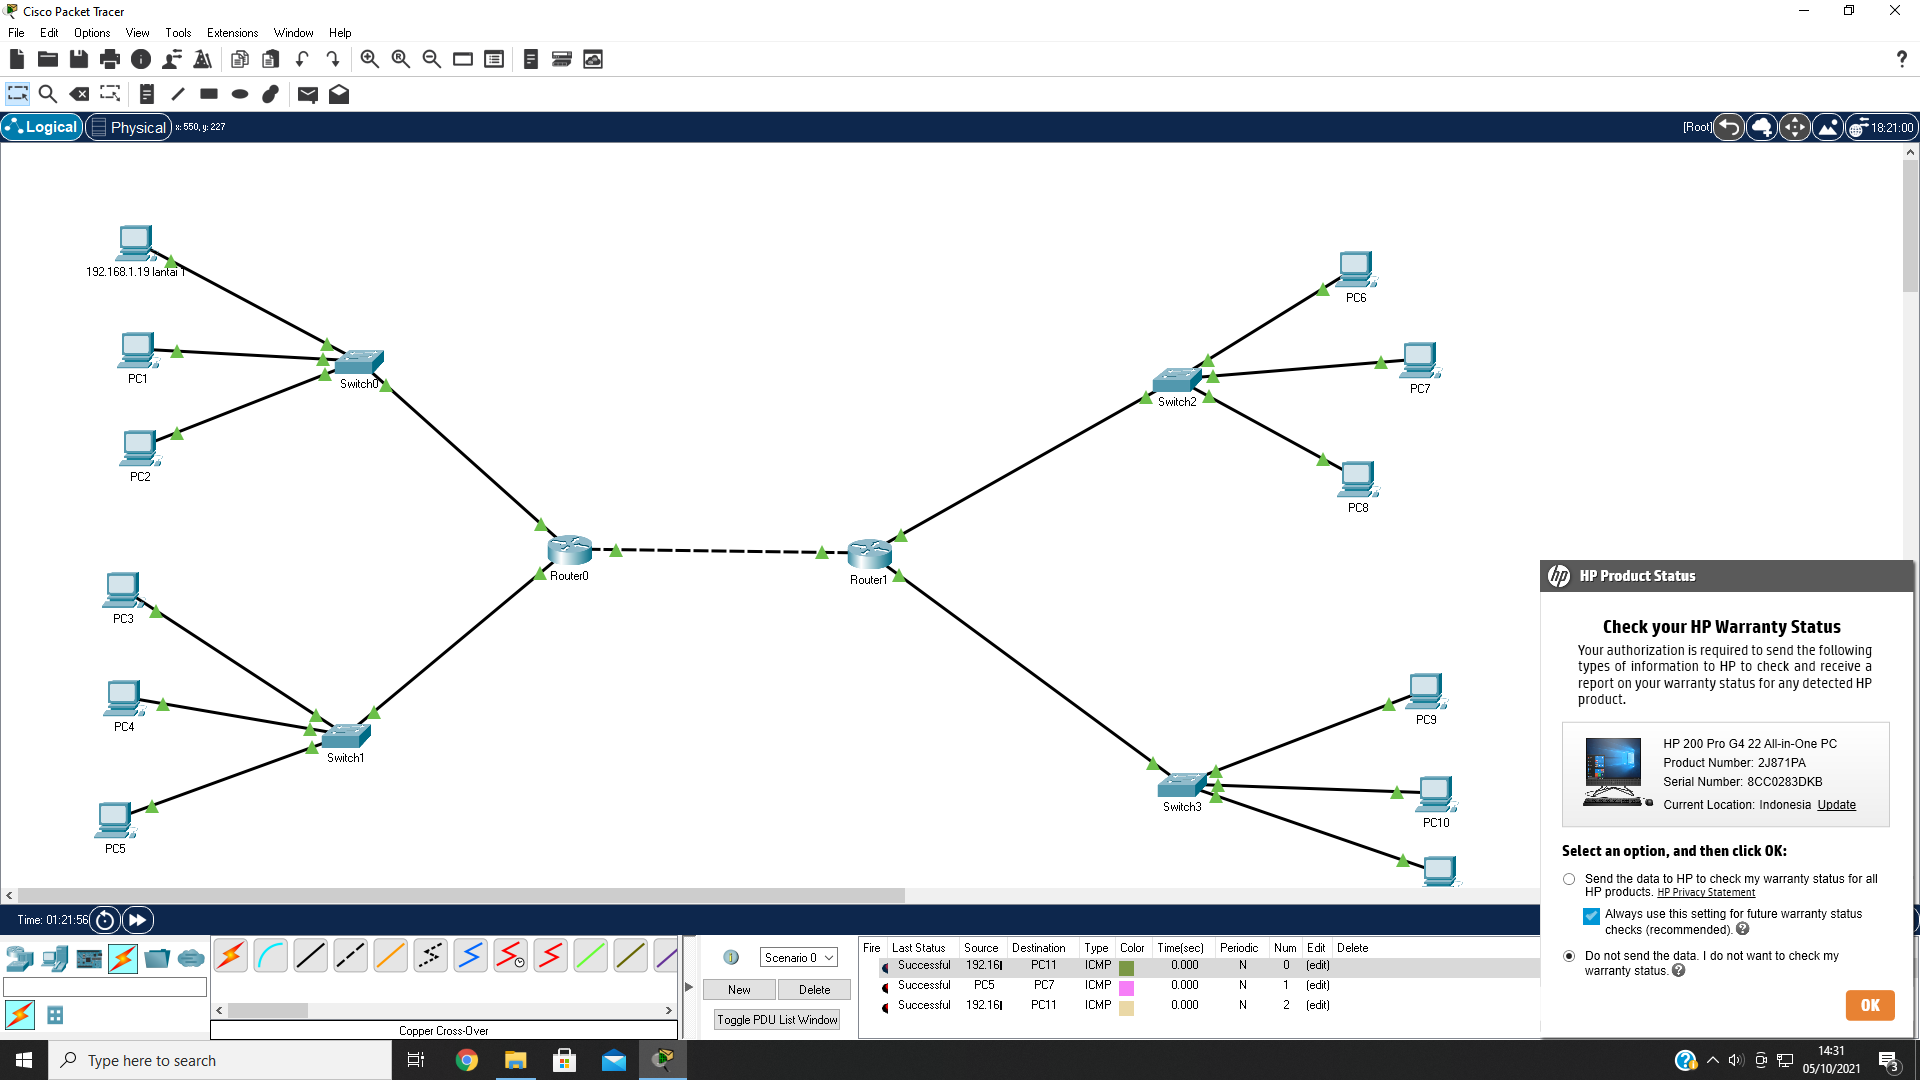 Cisco Packet Tracer
File Edit Options View Tools Extensions Window Help
Logical Physical x: 550, y: 227 [Root] 18:21:00
192.168.1.19 lantai 1
PC1
PC2
Switch0
PC3
PC4
PC5
Switch1
Router0
Router1
Switch2
PC6
PC7
PC8
Switch3
PC9
PC10
HP Product Status
Check your HP Warranty Status
Your authorization is required to send the following
types of information to HP to check and receive a
report on your warranty status for any detected HP
product.
HP 200 Pro G4 22 All-in-One PC
Product Number: 2J871PA
Serial Number: 8CC0283DKB
Current Location: Indonesia Update
Select an option, and then click OK:
Send the data to HP to check my warranty status for all
HP products. HP Privacy Statement
Always use this setting for future warranty status
checks (recommended).
Do not send the data. I do not want to check my
warranty status.
OK
Time: 01:21:56
Copper Cross-Over
Scenario 0
New Delete
Toggle PDU List Window
Fire Last Status Source Destination Type Color Time(sec) Periodic Num Edit Delete
Successful 192.16 PC11 ICMP 0.000 N 0 (edit)
Successful PC5 PC7 ICMP 0.000 N 1 (edit)
Successful 192.16 PC11 ICMP 0.000 N 2 (edit)
Type here to search
14:31
05/10/2021
3